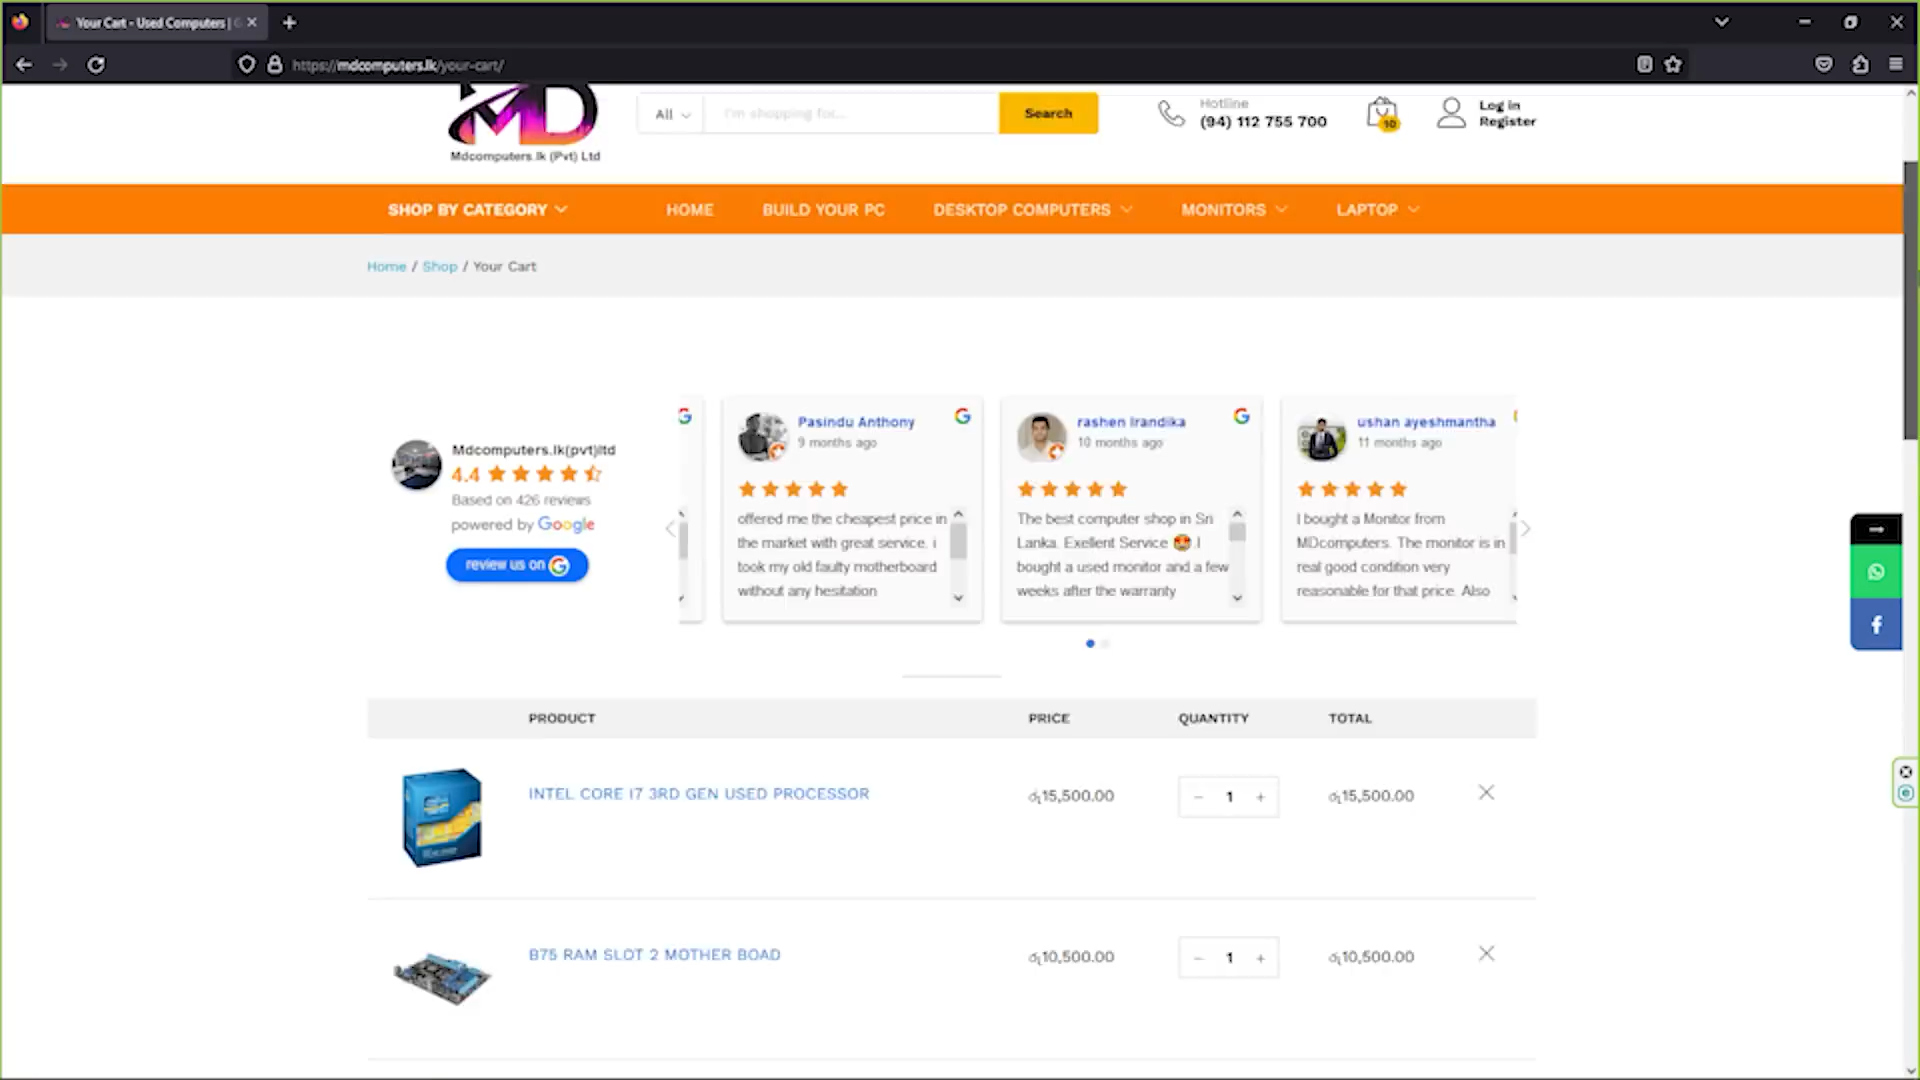 Your Cart - Used Computers |
https://mdcomputers.lk/your-cart/
MD
Mdcomputers.lk (Pvt) Ltd
All
I'm shopping for...
Search
Hotline
(94) 112 755 700
10
Log in
Register
SHOP BY CATEGORY
HOME
BUILD YOUR PC
DESKTOP COMPUTERS
MONITORS
LAPTOP
Home / Shop / Your Cart
Mdcomputers.lk(pvt)ltd
4.4
Based on 426 reviews
powered by Google
review us on
Pasindu Anthony
9 months ago
offered me the cheapest price in
the market with great service. i
took my old faulty motherboard
without any hesitation
rashen irandika
10 months ago
The best computer shop in Sri
Lanka. Exellent Service 🤩 I
bought a used monitor and a few
weeks after the warranty
ushan ayeshmantha
11 months ago
I bought a Monitor from
MDcomputers. The monitor is in
real good condition very
reasonable for that price. Also
PRODUCT
PRICE
QUANTITY
TOTAL
INTEL CORE I7 3RD GEN USED PROCESSOR
රු15,500.00
− 1 +
රු15,500.00
B75 RAM SLOT 2 MOTHER BOAD
රු10,500.00
− 1 +
රු10,500.00